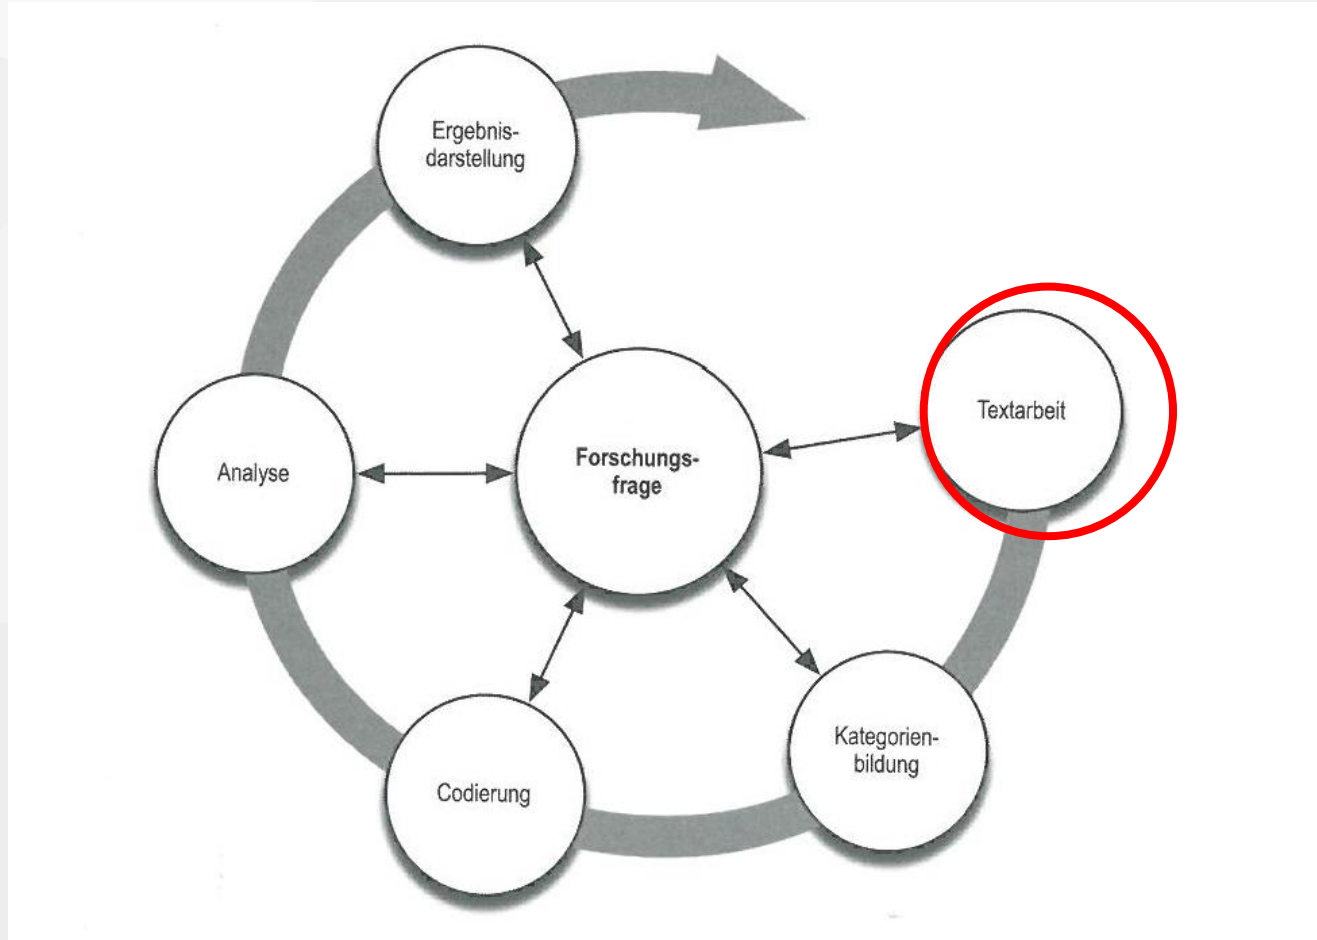 Ergebnis-
darstellung
Textarbeit
Forschungs-
frage
Analyse
Kategorien-
bildung
Codierung